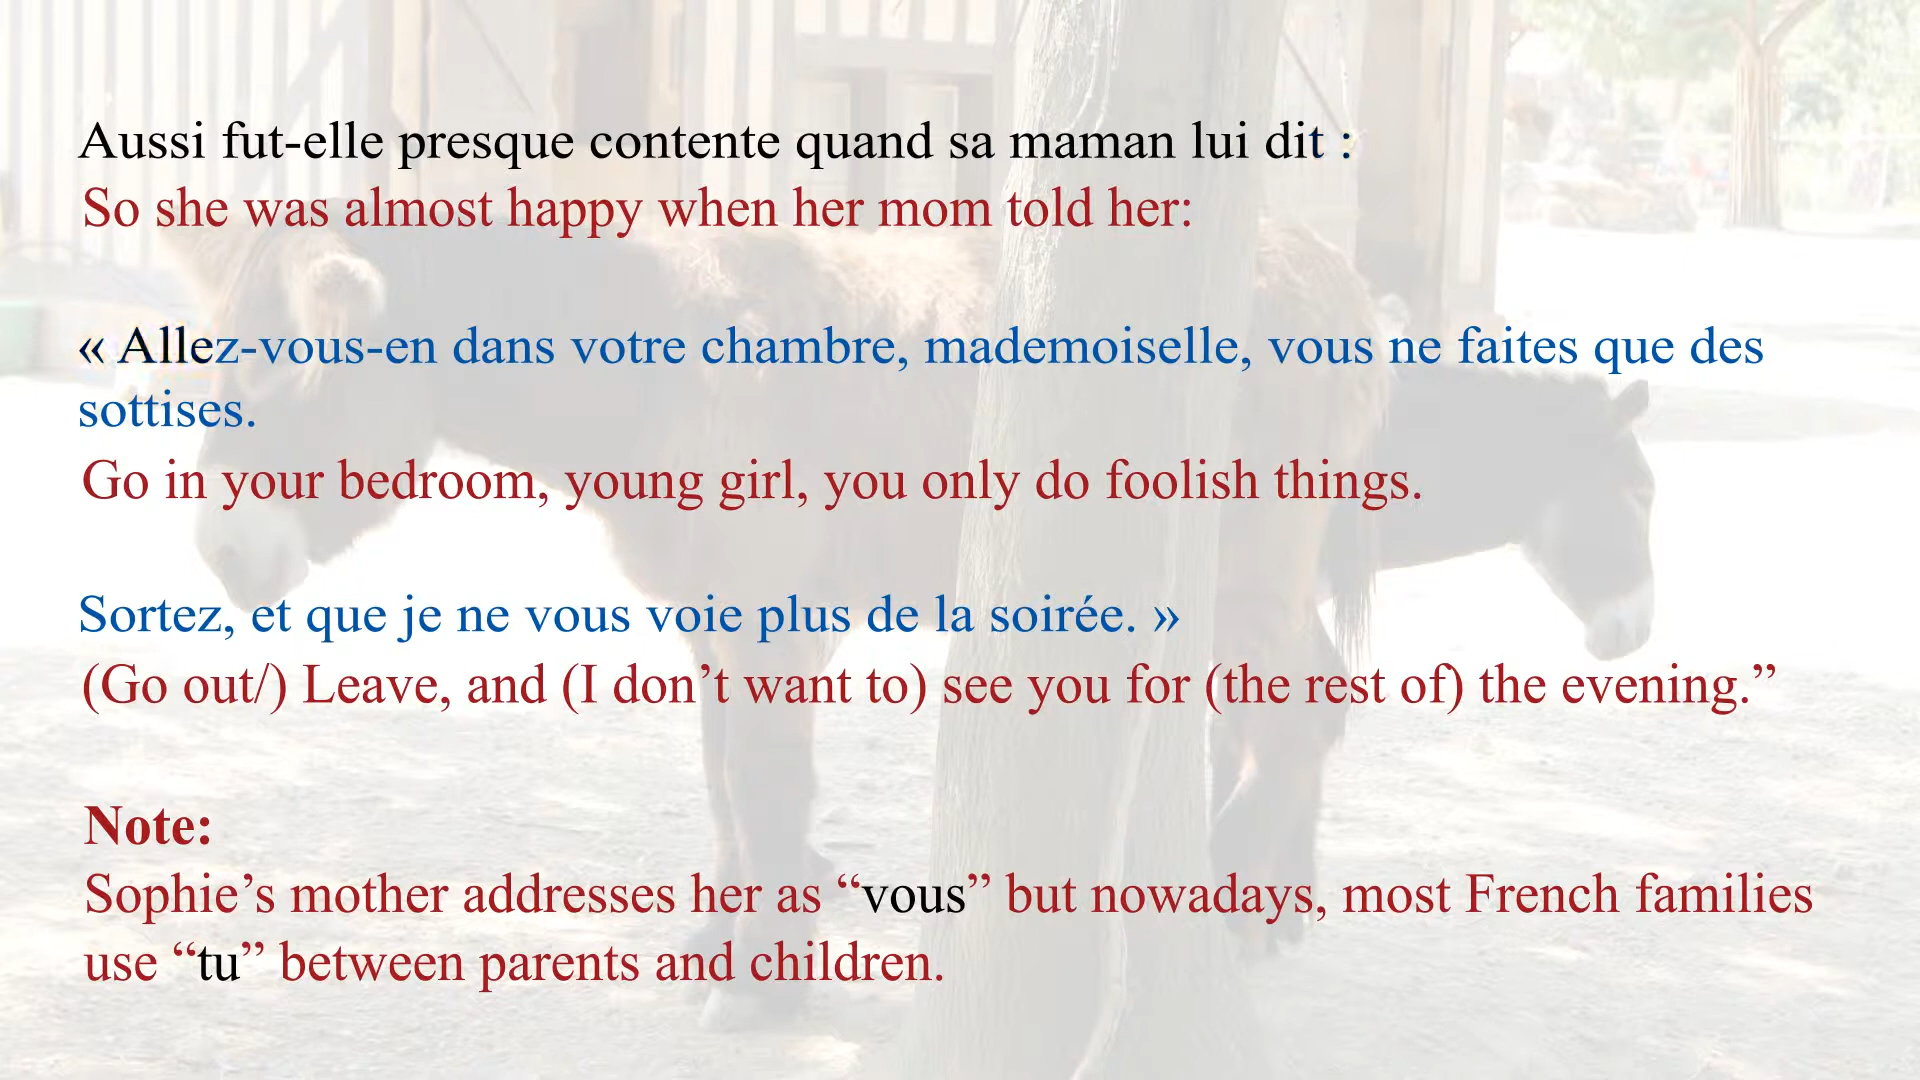 Aussi fut-elle presque contente quand sa maman lui dit :
So she was almost happy when her mom told her:
« Allez-vous-en dans votre chambre, mademoiselle, vous ne faites que des
sottises.
Go in your bedroom, young girl, you only do foolish things.
Sortez, et que je ne vous voie plus de la soirée. »
(Go out/) Leave, and (I don’t want to) see you for (the rest of) the evening.”
Note:
Sophie’s mother addresses her as “vous” but nowadays, most French families
use “tu” between parents and children.